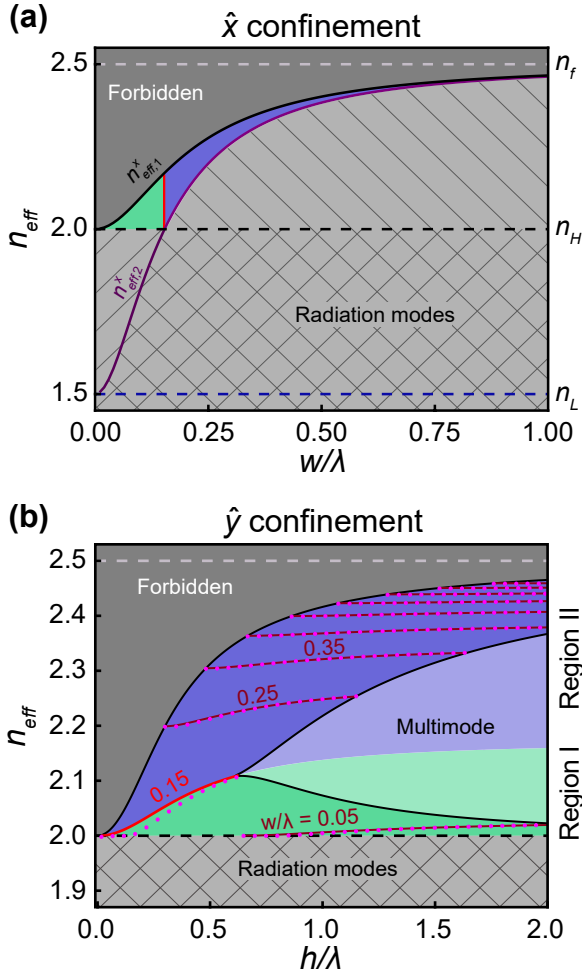 (a)
x̂ confinement
2.5
2.0
1.5
n_eff
Forbidden
n^x_eff,1
n^x_eff,2
Radiation modes
n_f
n_H
n_L
0.00 0.25 0.50 0.75 1.00
w/λ
(b)
ŷ confinement
2.5
2.4
2.3
2.2
2.1
2.0
1.9
n_eff
Forbidden
0.35
0.25
0.15
Multimode
w/λ = 0.05
Radiation modes
Region II
Region I
0.0 0.5 1.0 1.5 2.0
h/λ